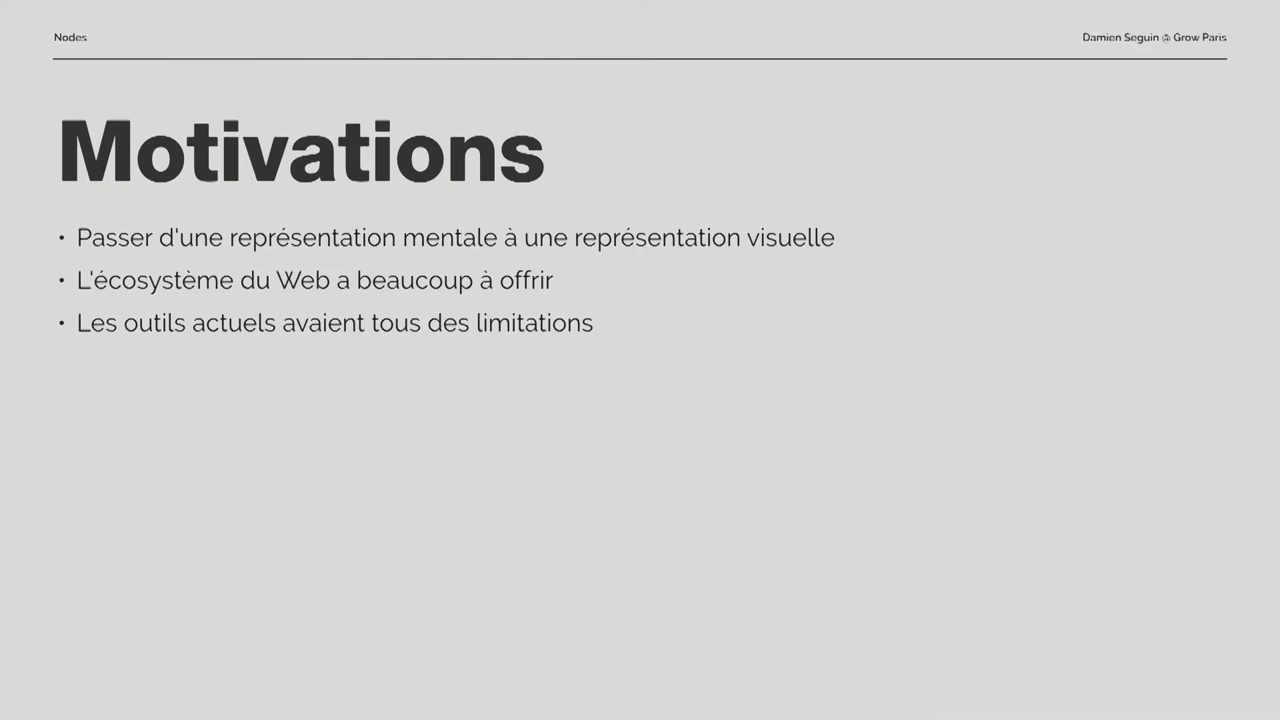 Nodes
Damien Seguin @ Grow Paris
Motivations
• Passer d'une représentation mentale à une représentation visuelle
• L'écosystème du Web a beaucoup à offrir
• Les outils actuels avaient tous des limitations